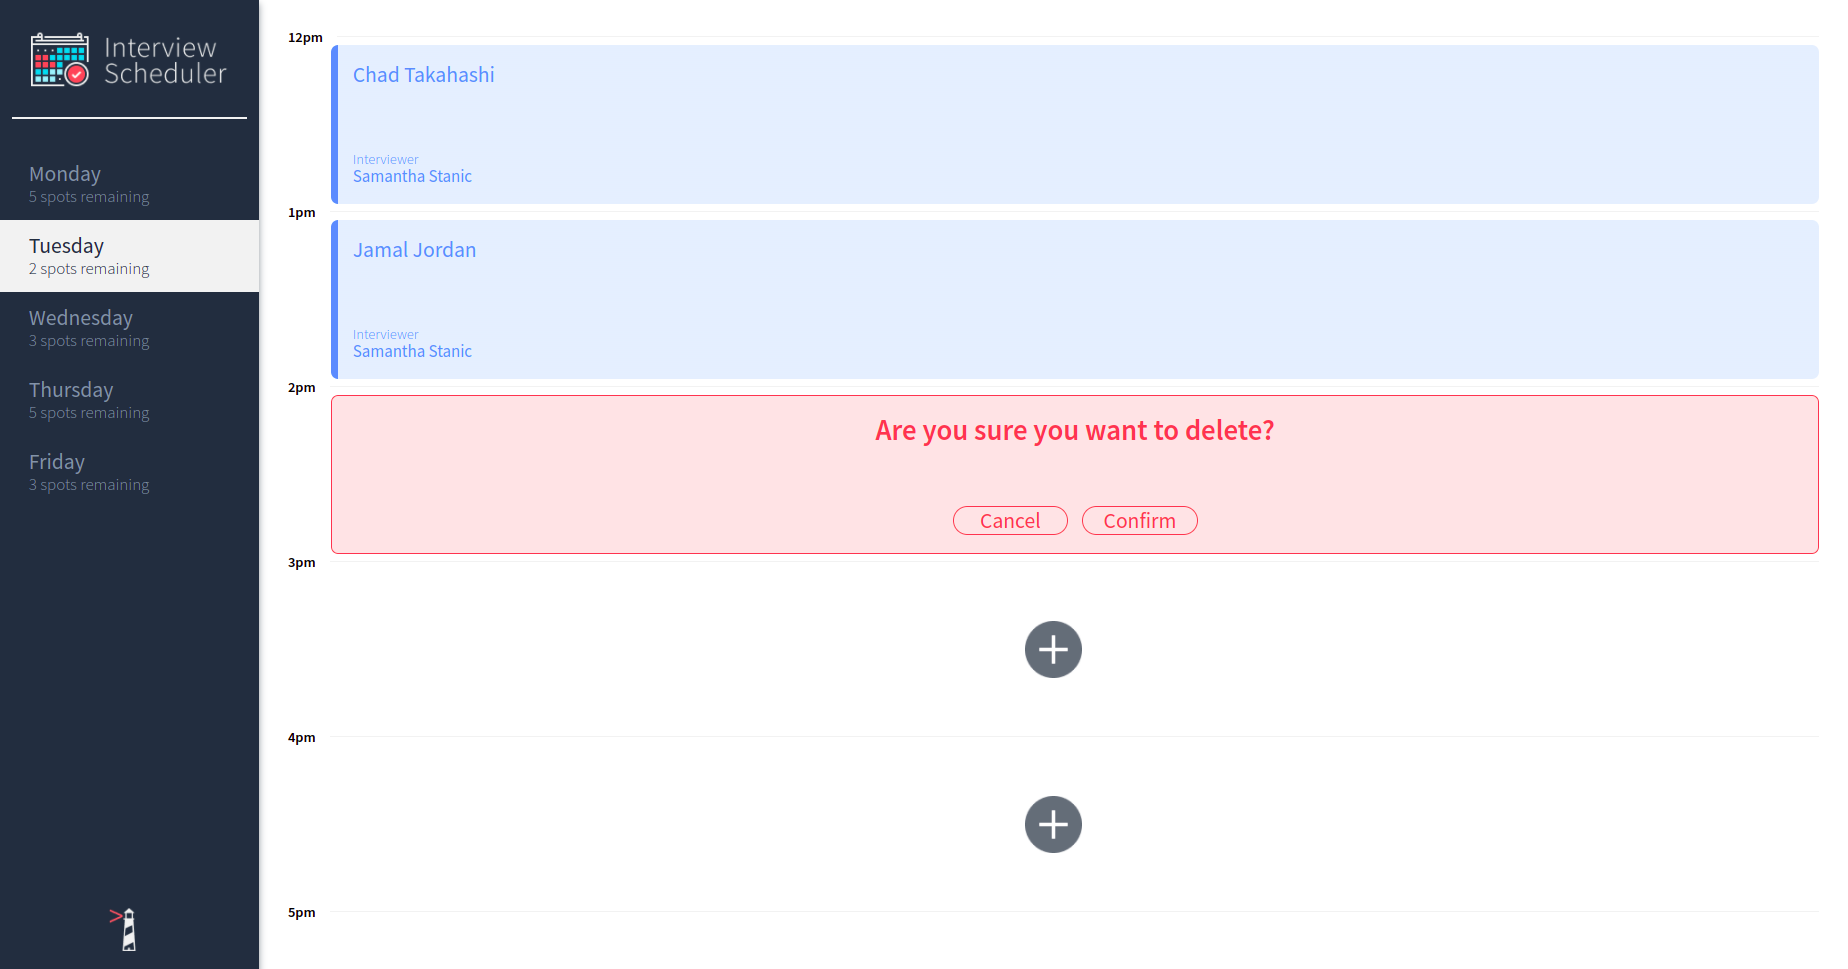 Interview
Scheduler
Monday
5 spots remaining
Tuesday
2 spots remaining
Wednesday
3 spots remaining
Thursday
5 spots remaining
Friday
3 spots remaining
12pm
Chad Takahashi
Interviewer
Samantha Stanic
1pm
Jamal Jordan
Interviewer
Samantha Stanic
2pm
Are you sure you want to delete?
Cancel Confirm
3pm
4pm
5pm